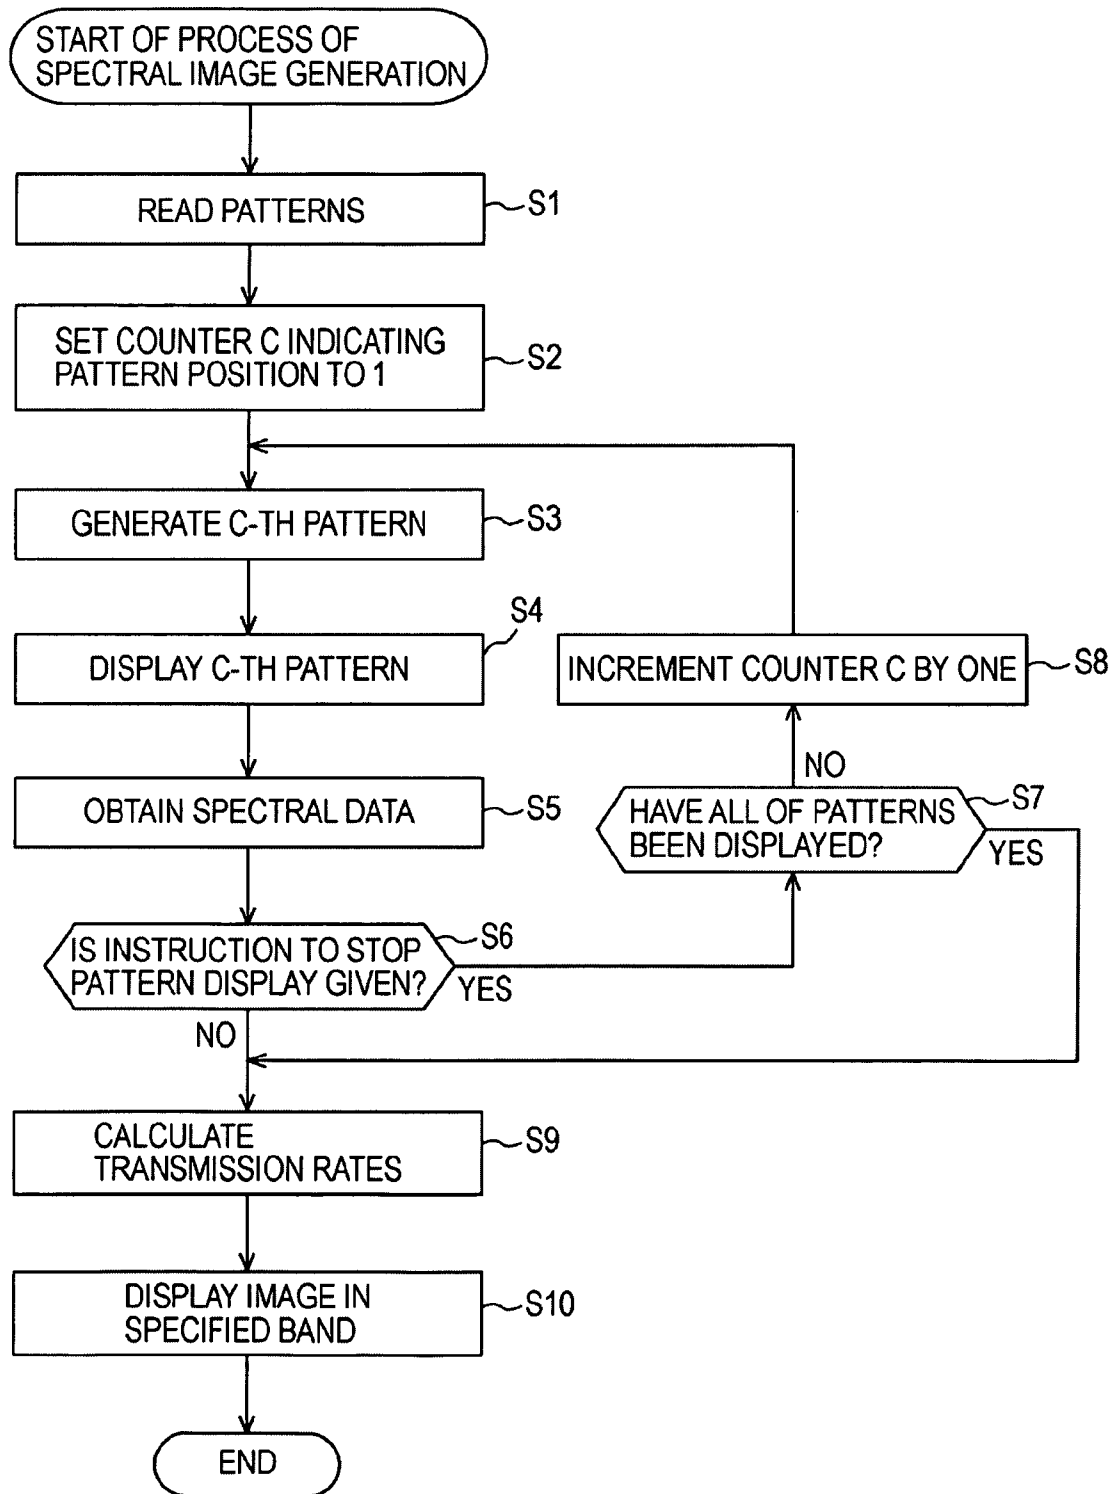 START OF PROCESS OF
SPECTRAL IMAGE GENERATION
READ PATTERNS
S1
SET COUNTER C INDICATING
PATTERN POSITION TO 1
S2
GENERATE C-TH PATTERN
S3
DISPLAY C-TH PATTERN
S4
OBTAIN SPECTRAL DATA
S5
IS INSTRUCTION TO STOP
PATTERN DISPLAY GIVEN?
S6
YES
NO
HAVE ALL OF PATTERNS
BEEN DISPLAYED?
S7
YES
NO
INCREMENT COUNTER C BY ONE
S8
CALCULATE
TRANSMISSION RATES
S9
DISPLAY IMAGE IN
SPECIFIED BAND
S10
END